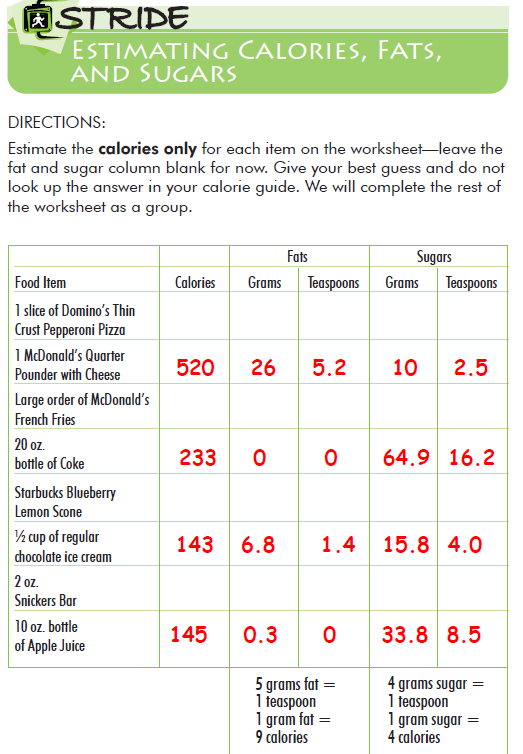 STRIDE
ESTIMATING CALORIES, FATS,
AND SUGARS
DIRECTIONS:
Estimate the calories only for each item on the worksheet—leave the
fat and sugar column blank for now. Give your best guess and do not
look up the answer in your calorie guide. We will complete the rest of
the worksheet as a group.
Fats Sugars
Food Item Calories Grams Teaspoons Grams Teaspoons
1 slice of Domino's Thin
Crust Pepperoni Pizza
1 McDonald's Quarter
Pounder with Cheese 520 26 5.2 10 2.5
Large order of McDonald's
French Fries
20 oz.
bottle of Coke 233 0 0 64.9 16.2
Starbucks Blueberry
Lemon Scone
½ cup of regular
chocolate ice cream 143 6.8 1.4 15.8 4.0
2 oz.
Snickers Bar
10 oz. bottle
of Apple Juice 145 0.3 0 33.8 8.5
5 grams fat = 4 grams sugar =
1 teaspoon 1 teaspoon
1 gram fat = 1 gram sugar =
9 calories 4 calories